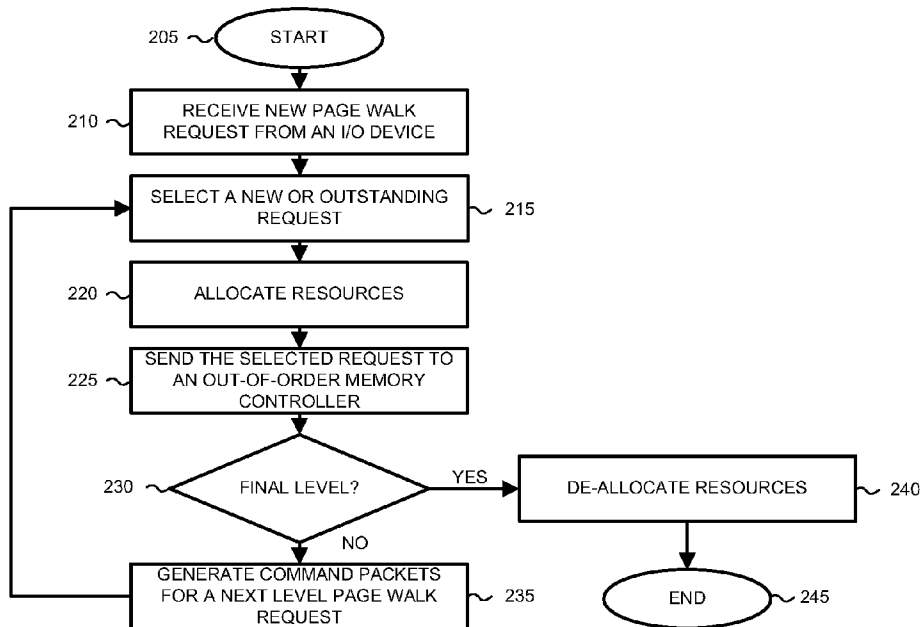 205
START
210
RECEIVE NEW PAGE WALK
REQUEST FROM AN I/O DEVICE
SELECT A NEW OR OUTSTANDING
REQUEST
215
220
ALLOCATE RESOURCES
225
SEND THE SELECTED REQUEST TO
AN OUT-OF-ORDER MEMORY
CONTROLLER
230
FINAL LEVEL?
YES
DE-ALLOCATE RESOURCES
240
NO
GENERATE COMMAND PACKETS
FOR A NEXT LEVEL PAGE WALK
REQUEST
235
END
245